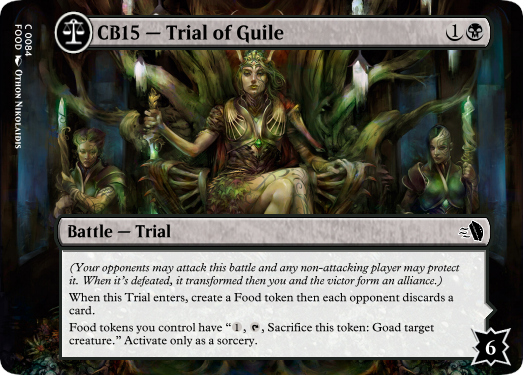 CB15 — Trial of Guile
1
C 0084
FOOD Othon Nikolaidis
Battle — Trial
(Your opponents may attack this battle and any non-attacking player may protect
it. When it's defeated, it transformed then you and the victor form an alliance.)
When this Trial enters, create a Food token then each opponent discards a
card.
Food tokens you control have “1, , Sacrifice this token: Goad target
creature.” Activate only as a sorcery.
6